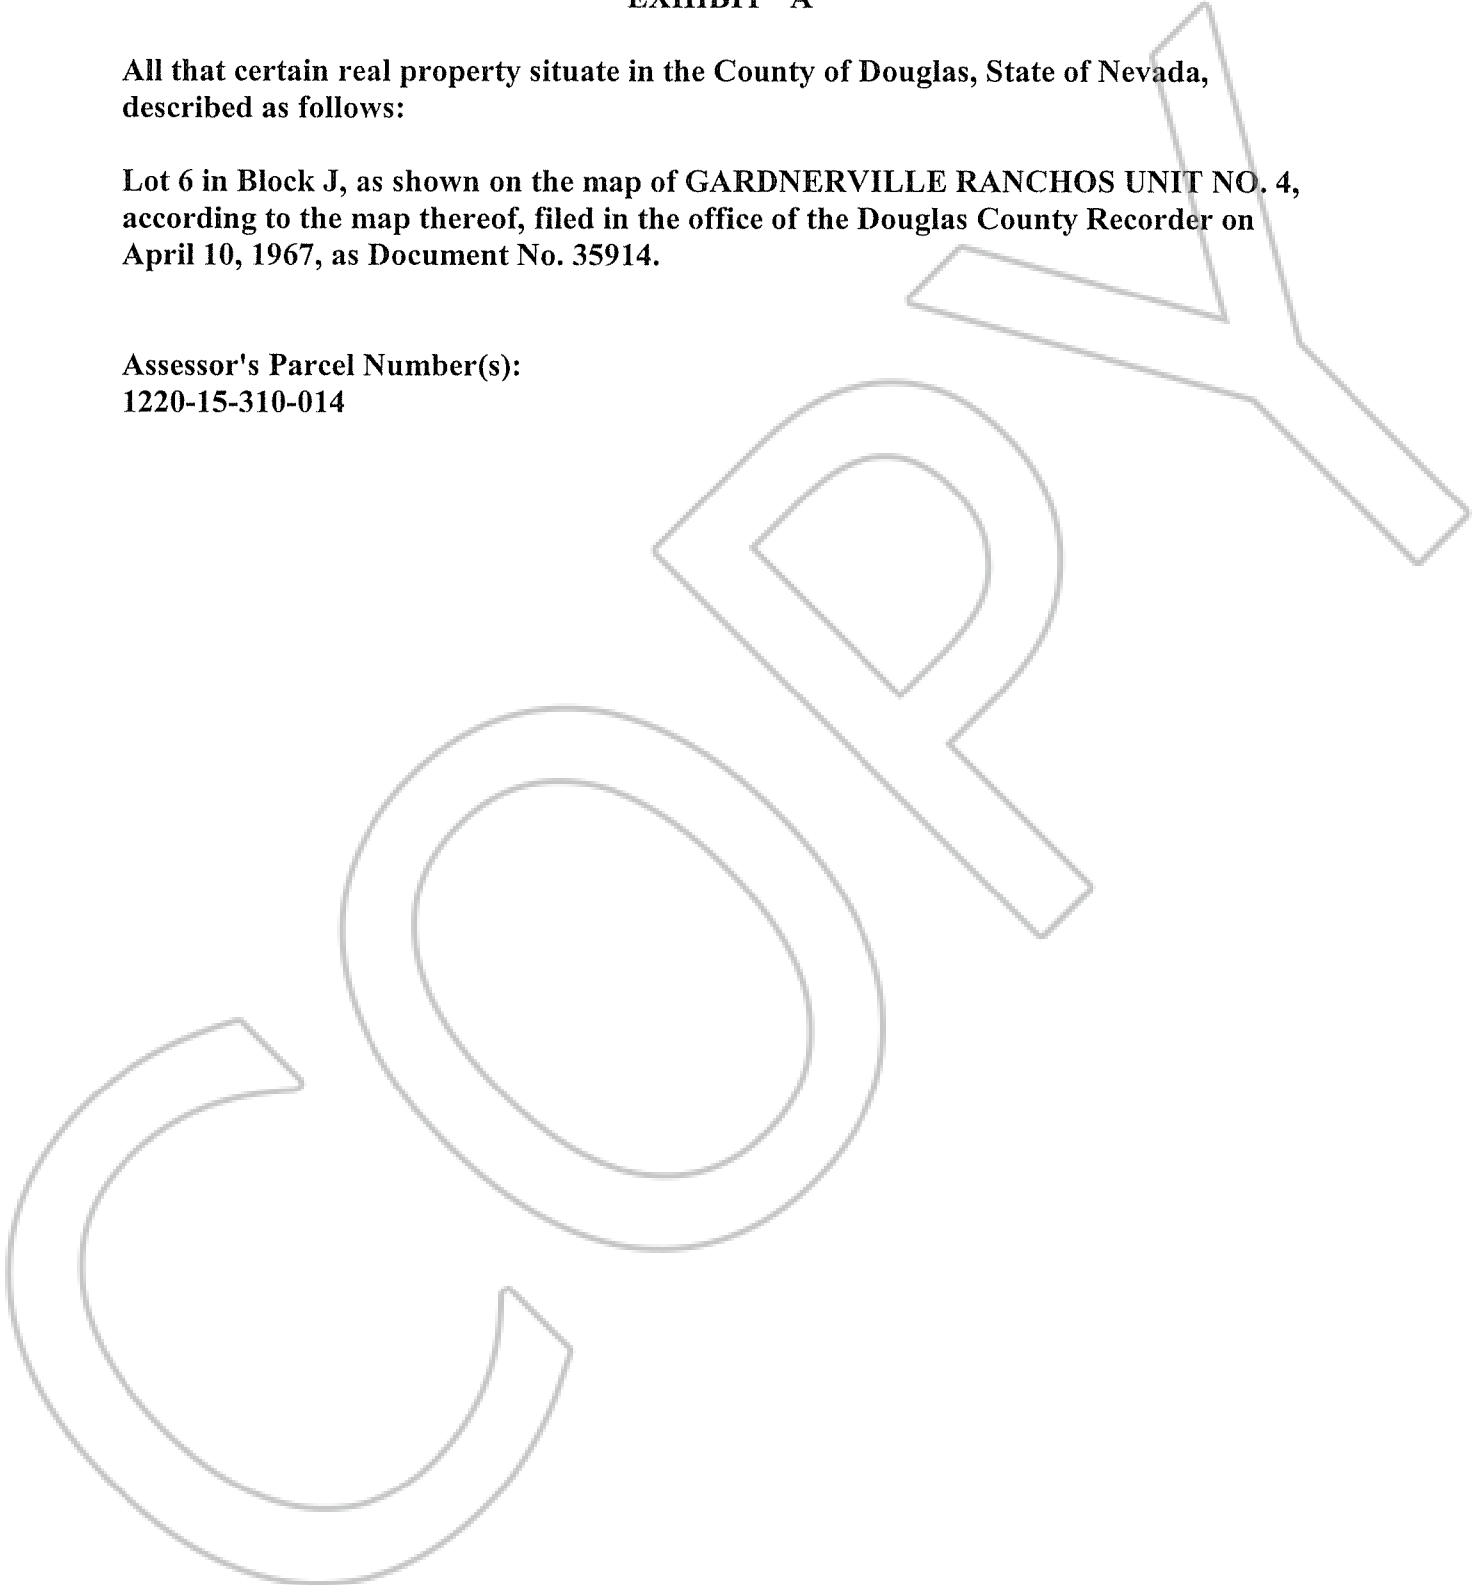 EXHIBIT "A"
All that certain real property situate in the County of Douglas, State of Nevada,
described as follows:
Lot 6 in Block J, as shown on the map of GARDNERVILLE RANCHOS UNIT NO. 4,
according to the map thereof, filed in the office of the Douglas County Recorder on
April 10, 1967, as Document No. 35914.
Assessor's Parcel Number(s):
1220-15-310-014
COPY